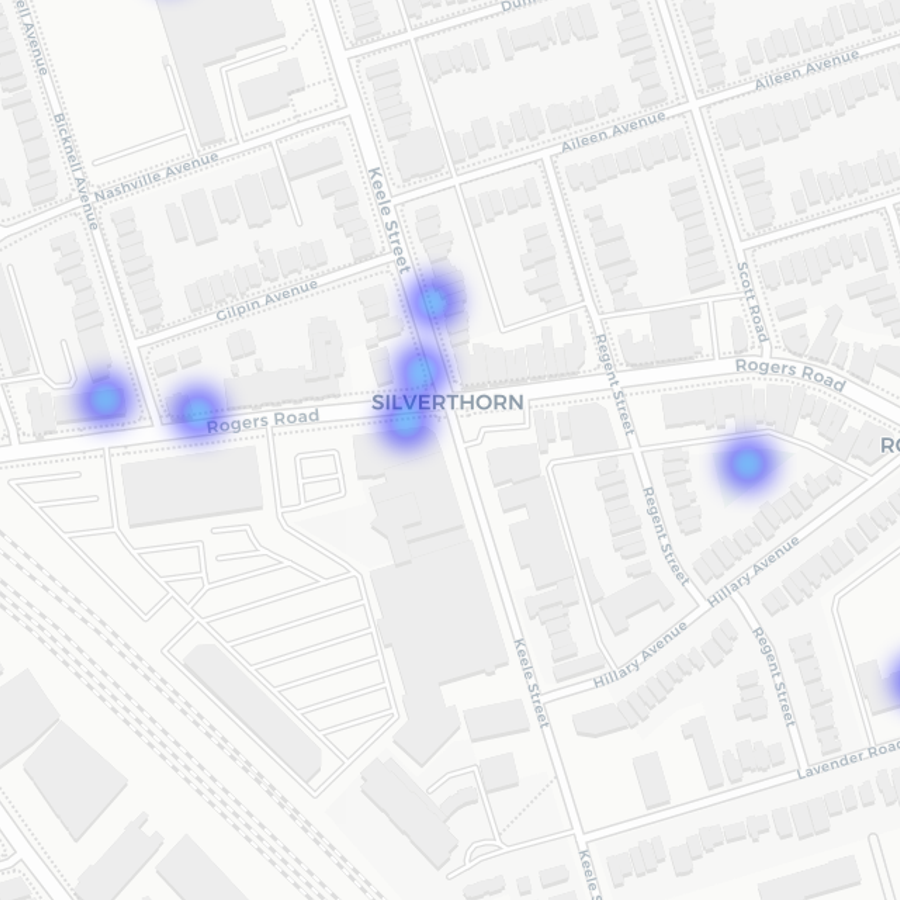 Bicknell Avenue
Nashville Avenue
Keele Street
Aileen Avenue
Aileen Avenue
Gilpin Avenue
Scott Road
Regent Street
Rogers Road
Rogers Road
SILVERTHORN
Regent Street
Hillary Avenue
Hillary Avenue
Keele Street
Regent Street
Lavender Road